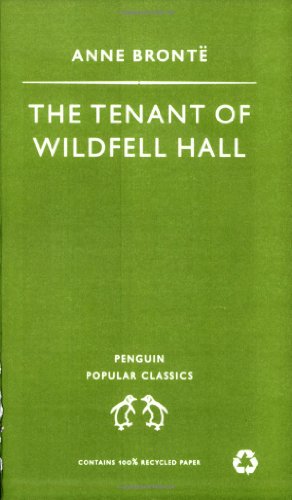 ANNE BRONTË
THE TENANT OF
WILDFELL HALL
PENGUIN
POPULAR CLASSICS
CONTAINS 100% RECYCLED PAPER